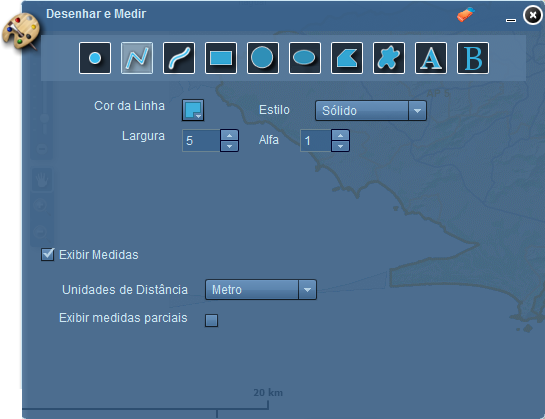 Desenhar e Medir
A B
Cor da Linha Estilo Sólido
Largura 5 Alfa 1
Exibir Medidas
Unidades de Distância Metro
Exibir medidas parciais
20 km